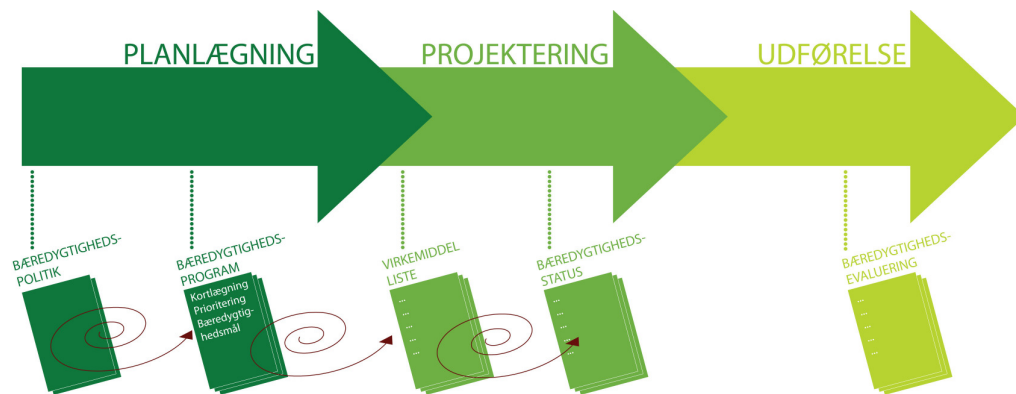 PLANLÆGNING
PROJEKTERING
UDFØRELSE
BÆREDYGTIGHEDS-
POLITIK
BÆREDYGTIGHEDS-
PROGRAM
Kortlægning
Prioritering
Bæredygtig-
hedsmål
VIRKEMIDDEL
LISTE
...
...
...
...
...
...
BÆREDYGTIGHEDS-
STATUS
...
...
...
...
...
...
BÆREDYGTIGHEDS-
EVALUERING
...
...
...
...
...
...